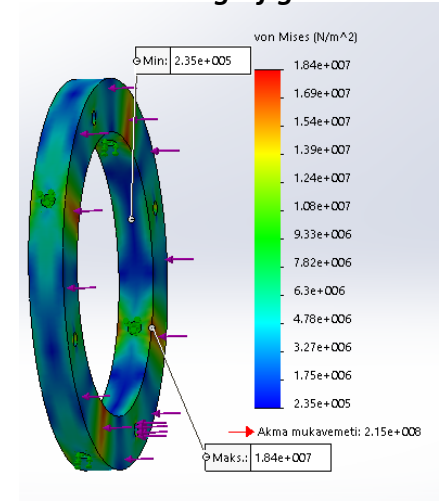 von Mises (N/m^2)
Min: 2.35e+005
1.84e+007
1.69e+007
1.54e+007
1.39e+007
1.24e+007
1.08e+007
9.33e+006
7.82e+006
6.3e+006
4.78e+006
3.27e+006
1.75e+006
2.35e+005
Akma mukavemeti: 2.15e+008
Maks.: 1.84e+007